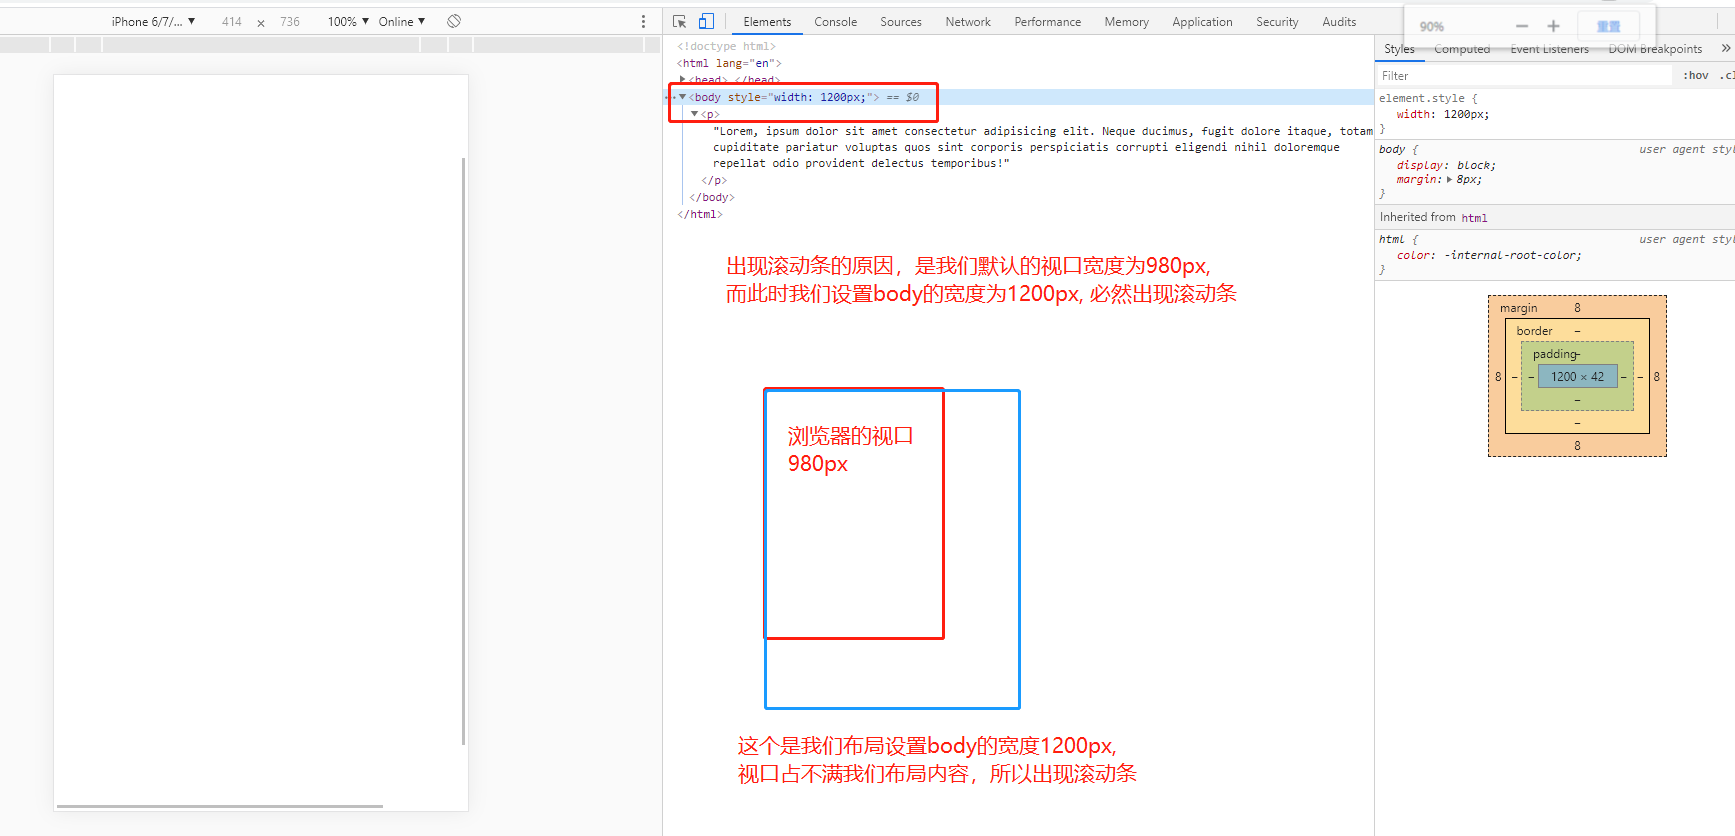 iPhone 6/7/... ▼ 414 × 736 100% ▼ Online ▼
Elements Console Sources Network Performance Memory Application Security Audits
90% − + 重置
Styles Computed Event Listeners DOM Breakpoints »
Filter :hov .cl
<!doctype html>
<html lang="en">
▶<head>…</head>
…▼<body style="width: 1200px;"> == $0
▼<p>
"Lorem, ipsum dolor sit amet consectetur adipisicing elit. Neque ducimus, fugit dolore itaque, totam
cupiditate pariatur voluptas quos sint corporis perspiciatis corrupti eligendi nihil doloremque
repellat odio provident delectus temporibus!"
</p>
</body>
</html>
element.style {
width: 1200px;
}
body { user agent styl
display: block;
margin: ▶ 8px;
}
Inherited from html
html { user agent styl
color: -internal-root-color;
}
margin 8
border –
padding –
8 – – 1200 × 42 – – 8
–
–
8
出现滚动条的原因，是我们默认的视口宽度为980px,
而此时我们设置body的宽度为1200px, 必然出现滚动条
浏览器的视口
980px
这个是我们布局设置body的宽度1200px,
视口占不满我们布局内容，所以出现滚动条